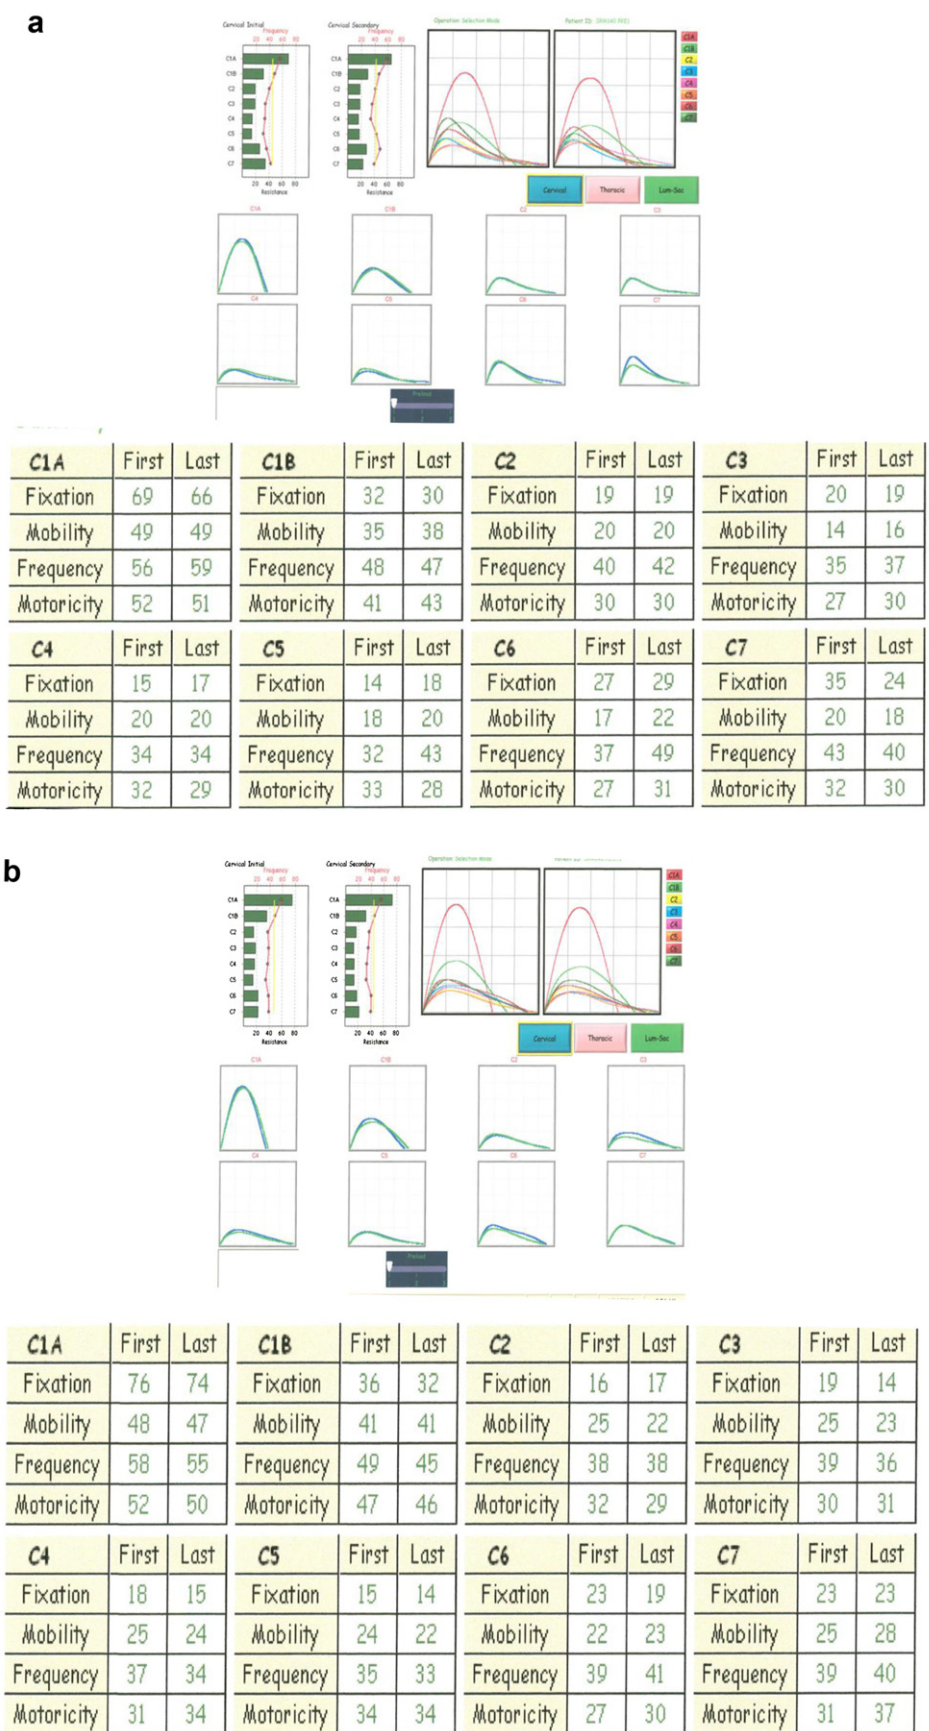 a
Cervical Initial
Cervical Secondary
Operation: Selection Mode
Frequency
Frequency
20 40 60 80
20 40 60 80
C1A
C1B
C2
C3
C4
C5
C6
C7
C1A
C1B
C2
C3
C4
C5
C6
C7
20 40 60 80
20 40 60 80
Resistance
Resistance
C1A
C1B
C2
C3
C4
C5
C6
C7
Cervical Thoracic Lum-Sac
C1A C1B C2 C3
C4 C5 C6 C7
Preload
C1A First Last C1B First Last C2 First Last C3 First Last
Fixation 69 66 Fixation 32 30 Fixation 19 19 Fixation 20 19
Mobility 49 49 Mobility 35 38 Mobility 20 20 Mobility 14 16
Frequency 56 59 Frequency 48 47 Frequency 40 42 Frequency 35 37
Motoricity 52 51 Motoricity 41 43 Motoricity 30 30 Motoricity 27 30
C4 First Last C5 First Last C6 First Last C7 First Last
Fixation 15 17 Fixation 14 18 Fixation 27 29 Fixation 35 24
Mobility 20 20 Mobility 18 20 Mobility 17 22 Mobility 20 18
Frequency 34 34 Frequency 32 43 Frequency 37 49 Frequency 43 40
Motoricity 32 29 Motoricity 33 28 Motoricity 27 31 Motoricity 32 30
b
Cervical Initial
Cervical Secondary
Operation: Selection Mode
Frequency
Frequency
20 40 60 80
20 40 60 80
C1A
C1B
C2
C3
C4
C5
C6
C7
C1A
C1B
C2
C3
C4
C5
C6
C7
20 40 60 80
20 40 60 80
Resistance
Resistance
C1A
C1B
C2
C3
C4
C5
C6
C7
Cervical Thoracic Lum-Sac
C1A C1B C2 C3
C4 C5 C6 C7
Preload
C1A First Last C1B First Last C2 First Last C3 First Last
Fixation 76 74 Fixation 36 32 Fixation 16 17 Fixation 19 14
Mobility 48 47 Mobility 41 41 Mobility 25 22 Mobility 25 23
Frequency 58 55 Frequency 49 45 Frequency 38 38 Frequency 39 36
Motoricity 52 50 Motoricity 47 46 Motoricity 32 29 Motoricity 30 31
C4 First Last C5 First Last C6 First Last C7 First Last
Fixation 18 15 Fixation 15 14 Fixation 23 19 Fixation 23 23
Mobility 25 24 Mobility 24 22 Mobility 22 23 Mobility 25 28
Frequency 37 34 Frequency 35 33 Frequency 39 41 Frequency 39 40
Motoricity 31 34 Motoricity 34 34 Motoricity 27 30 Motoricity 31 37